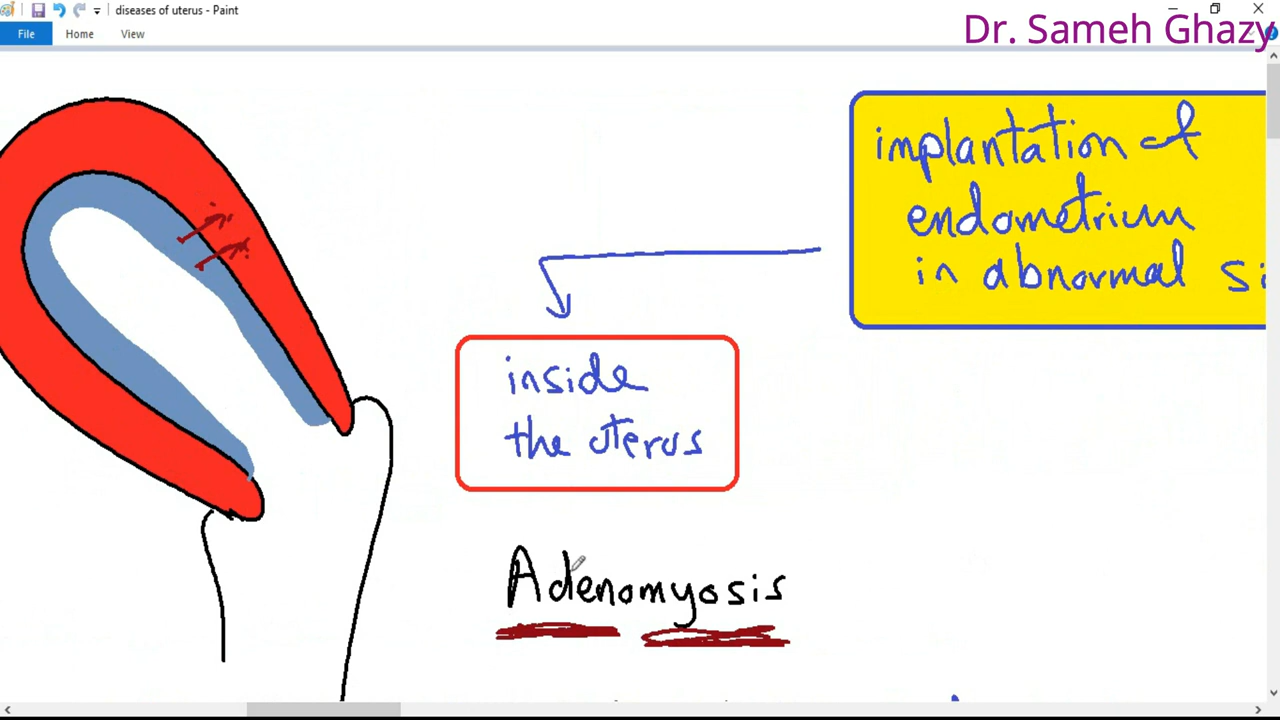 diseases of uterus - Paint
Dr. Sameh Ghazy
File Home View
implantation of
endometrium
in abnormal si
inside
the uterus
Adenomyosis